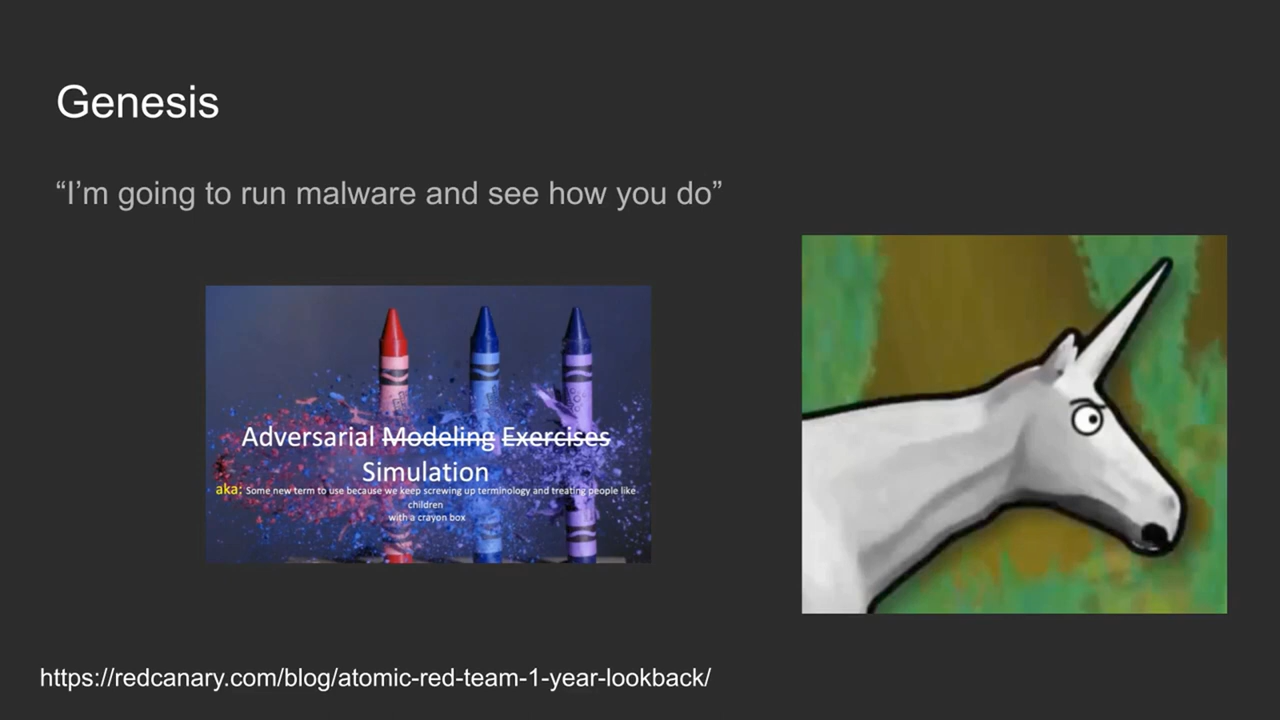 Genesis
“I’m going to run malware and see how you do”
Adversarial Modeling Exercises
Simulation
aka: Some new term to use because we keep screwing up terminology and treating people like
children
with a crayon box
https://redcanary.com/blog/atomic-red-team-1-year-lookback/